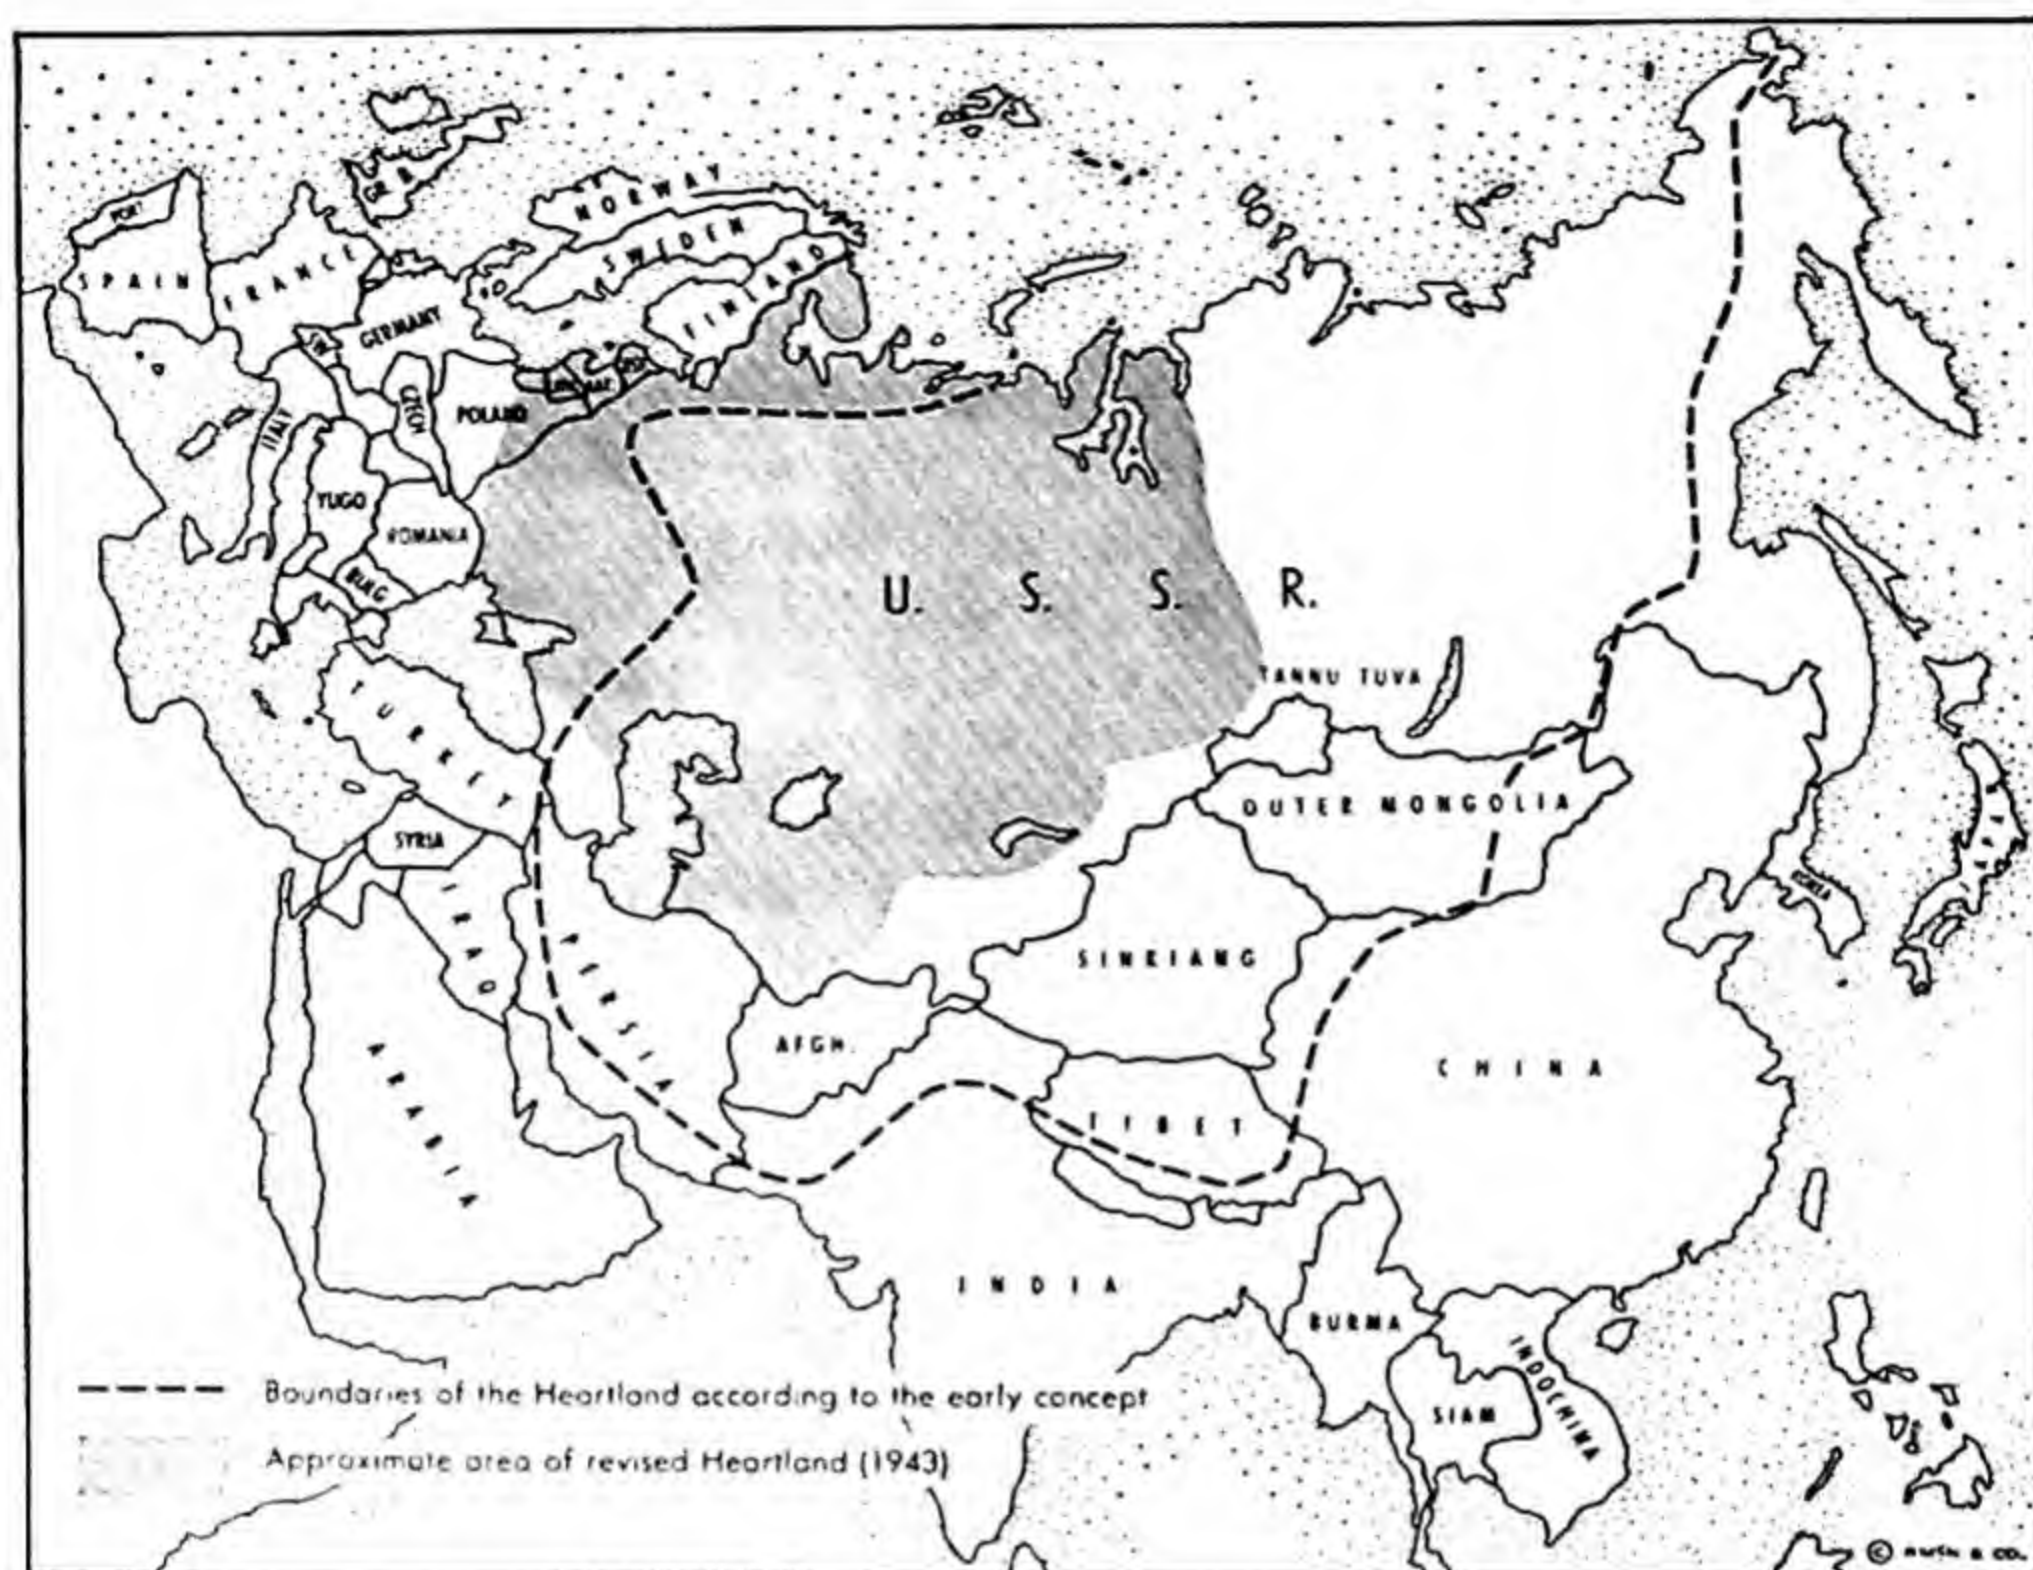 NORWAY
SWEDEN
FINLAND
PORT
SPAIN
FRANCE
GERMANY
CZECH
POLAND
ITALY
YUGO
ROMANIA
BULG
U. S. S. R.
TANNU TUVA
TURKEY
OUTER MONGOLIA
SYRIA
JAPAN
KOREA
IRAQ
PERSIA
SINKIANG
AFGH.
CHINA
ARABIA
TIBET
INDIA
BURMA
INDOCHINA
SIAM
Boundaries of the Heartland according to the early concept
Approximate area of revised Heartland (1943)